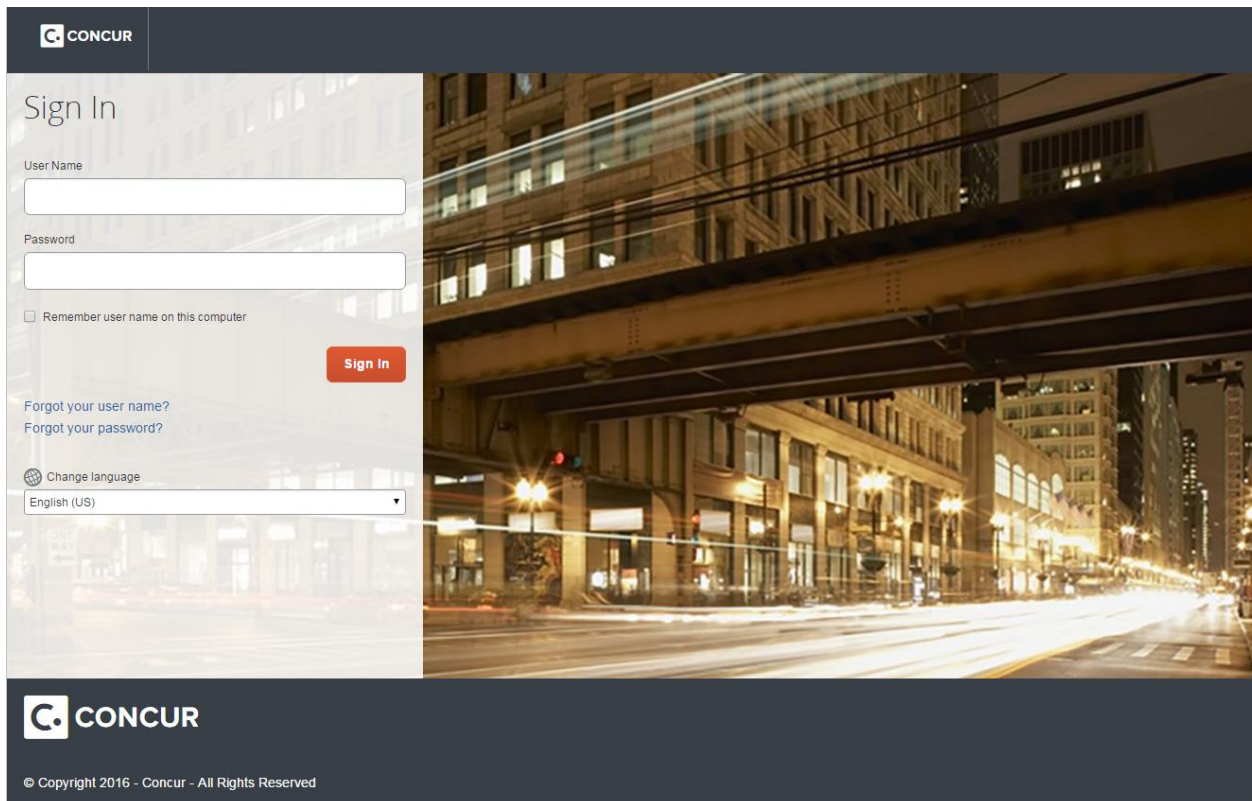 C. CONCUR
Sign In
User Name
Password
Remember user name on this computer
Sign In
Forgot your user name?
Forgot your password?
Change language
English (US)
C. CONCUR
© Copyright 2016 - Concur - All Rights Reserved